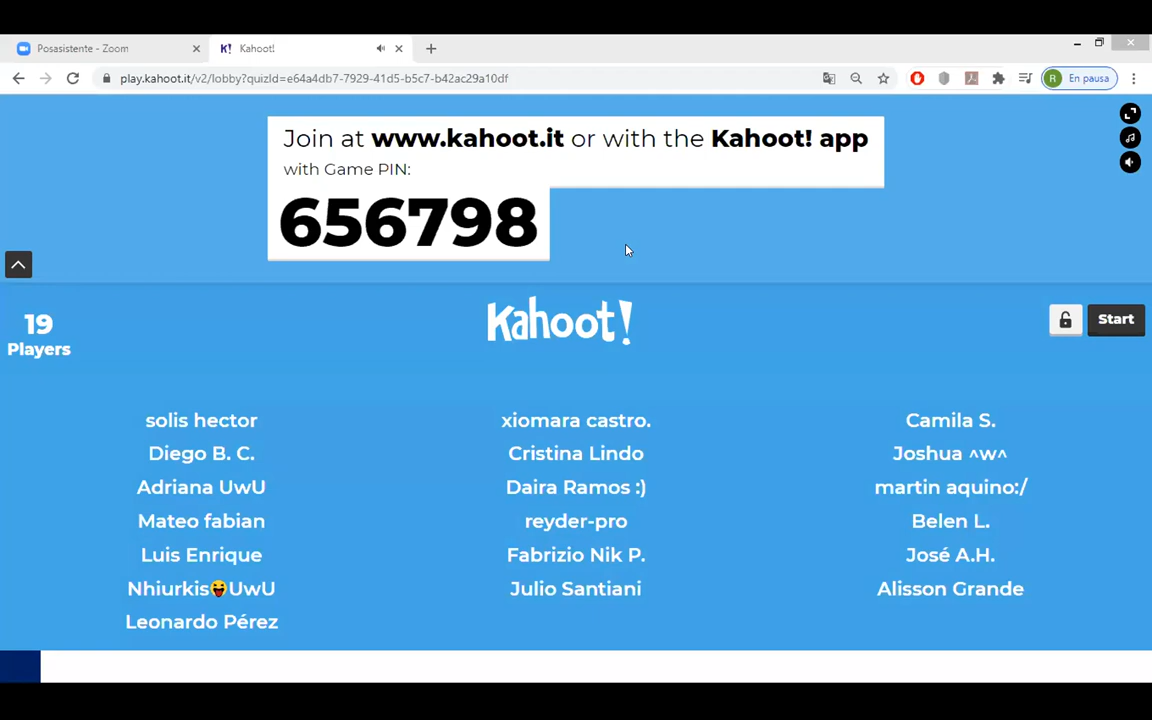 Posasistente - Zoom
K! Kahoot!
play.kahoot.it/v2/lobby?quizId=e64a4db7-7929-41d5-b5c7-b42ac29a10df
R En pausa
Join at www.kahoot.it or with the Kahoot! app
with Game PIN:
656798
19
Players
Kahoot!
Start
solis hector
xiomara castro.
Camila S.
Diego B. C.
Cristina Lindo
Joshua ^w^
Adriana UwU
Daira Ramos :)
martin aquino:/
Mateo fabian
reyder-pro
Belen L.
Luis Enrique
Fabrizio Nik P.
José A.H.
Nhiurkis😜UwU
Julio Santiani
Alisson Grande
Leonardo Pérez